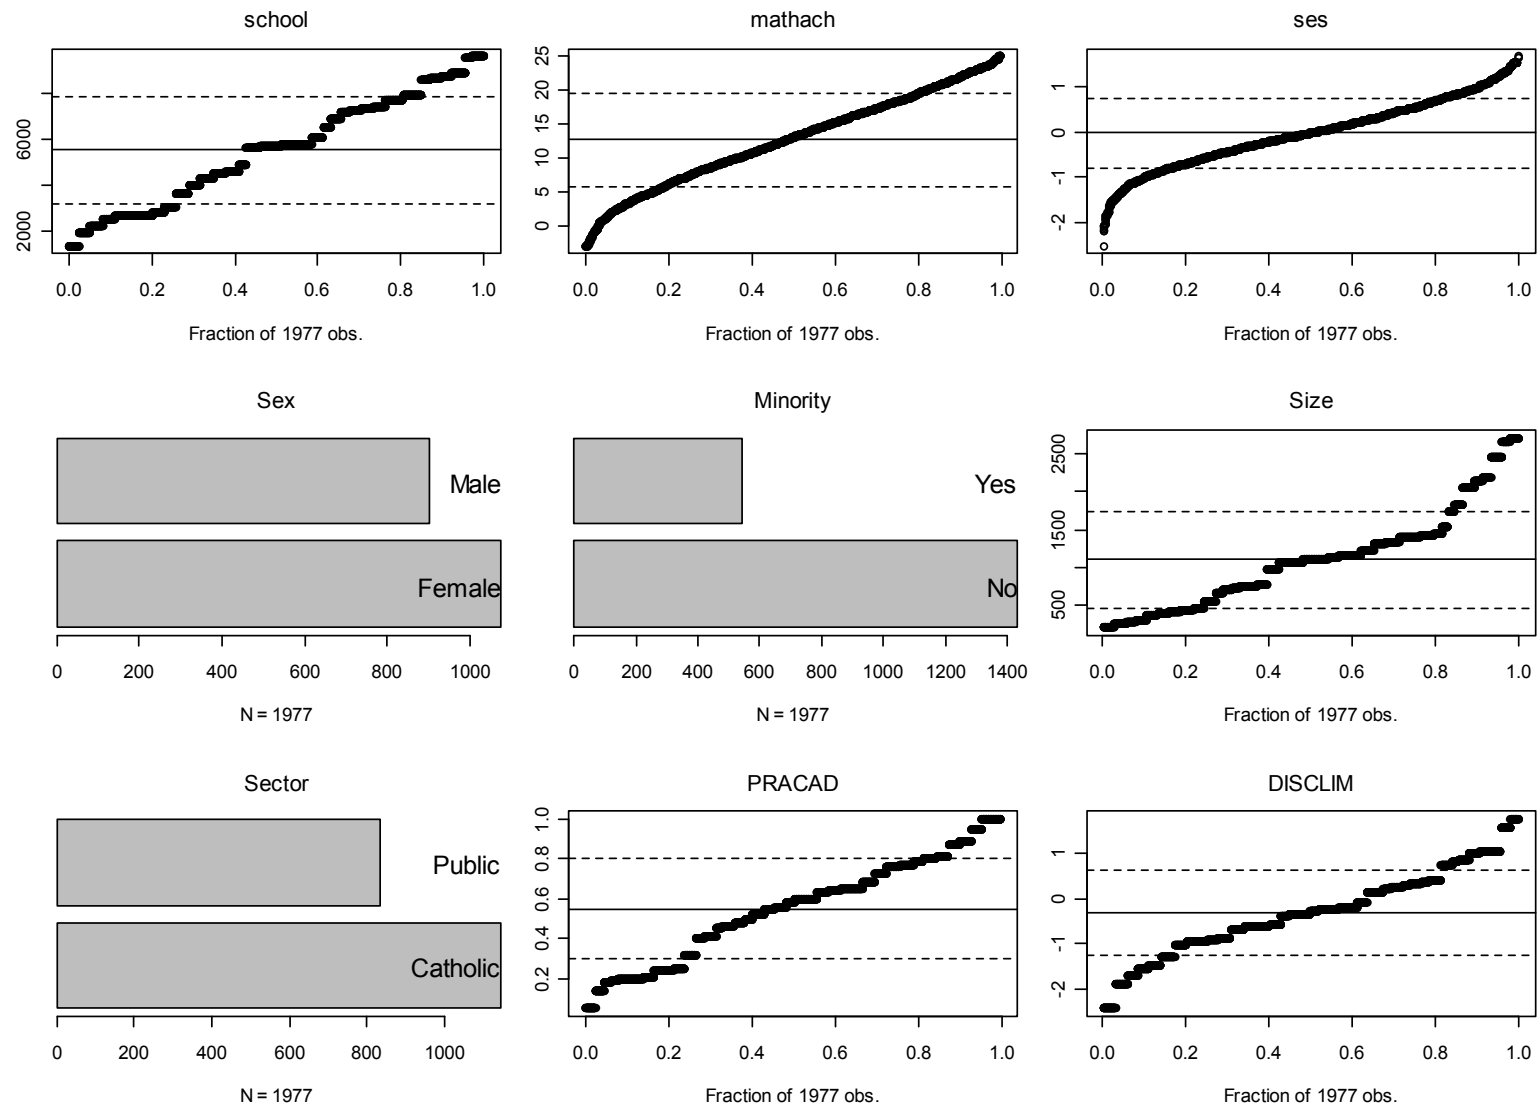 school
6000
2000
0.0 0.2 0.4 0.6 0.8 1.0
Fraction of 1977 obs.
mathach
25
20
15
10
5
0
0.0 0.2 0.4 0.6 0.8 1.0
Fraction of 1977 obs.
ses
1
0
-1
-2
0.0 0.2 0.4 0.6 0.8 1.0
Fraction of 1977 obs.
Sex
Male
Female
0 200 400 600 800 1000
N = 1977
Minority
Yes
No
0 200 400 600 800 1000 1200 1400
N = 1977
Size
2500
1500
500
0.0 0.2 0.4 0.6 0.8 1.0
Fraction of 1977 obs.
Sector
Public
Catholic
0 200 400 600 800 1000
N = 1977
PRACAD
1.0
0.8
0.6
0.4
0.2
0.0 0.2 0.4 0.6 0.8 1.0
Fraction of 1977 obs.
DISCLIM
1
0
-1
-2
0.0 0.2 0.4 0.6 0.8 1.0
Fraction of 1977 obs.